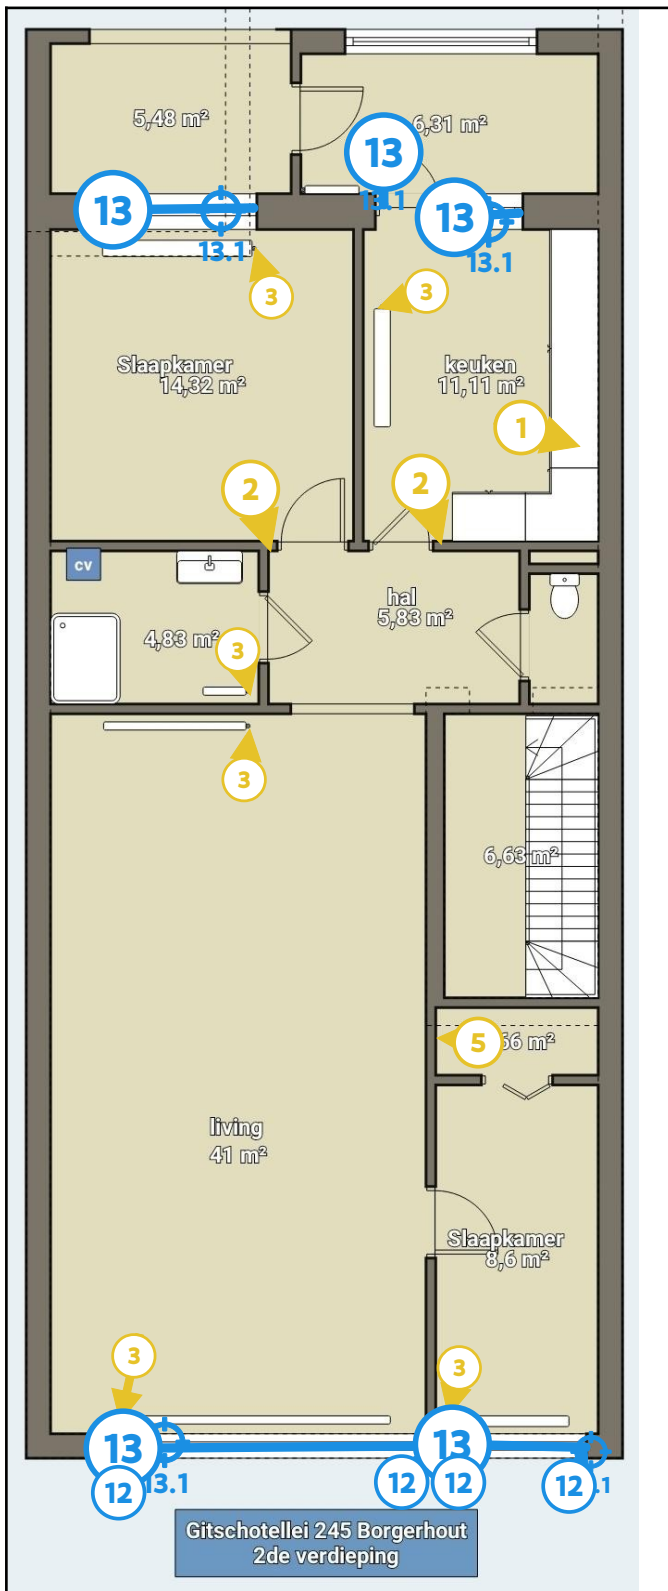 5,48 m²
6,31 m²
13
13
13.1
13
13.1
13.1
3
3
Slaapkamer
14,32 m²
keuken
11,11 m²
1
2
2
cv
hal
5,83 m²
4,83 m²
3
3
6,63 m²
5
66 m²
living
41 m²
Slaapkamer
8,6 m²
3
3
13
13
13.1
.1
12
12
12
12
Gitschotellei 245 Borgerhout
2de verdieping